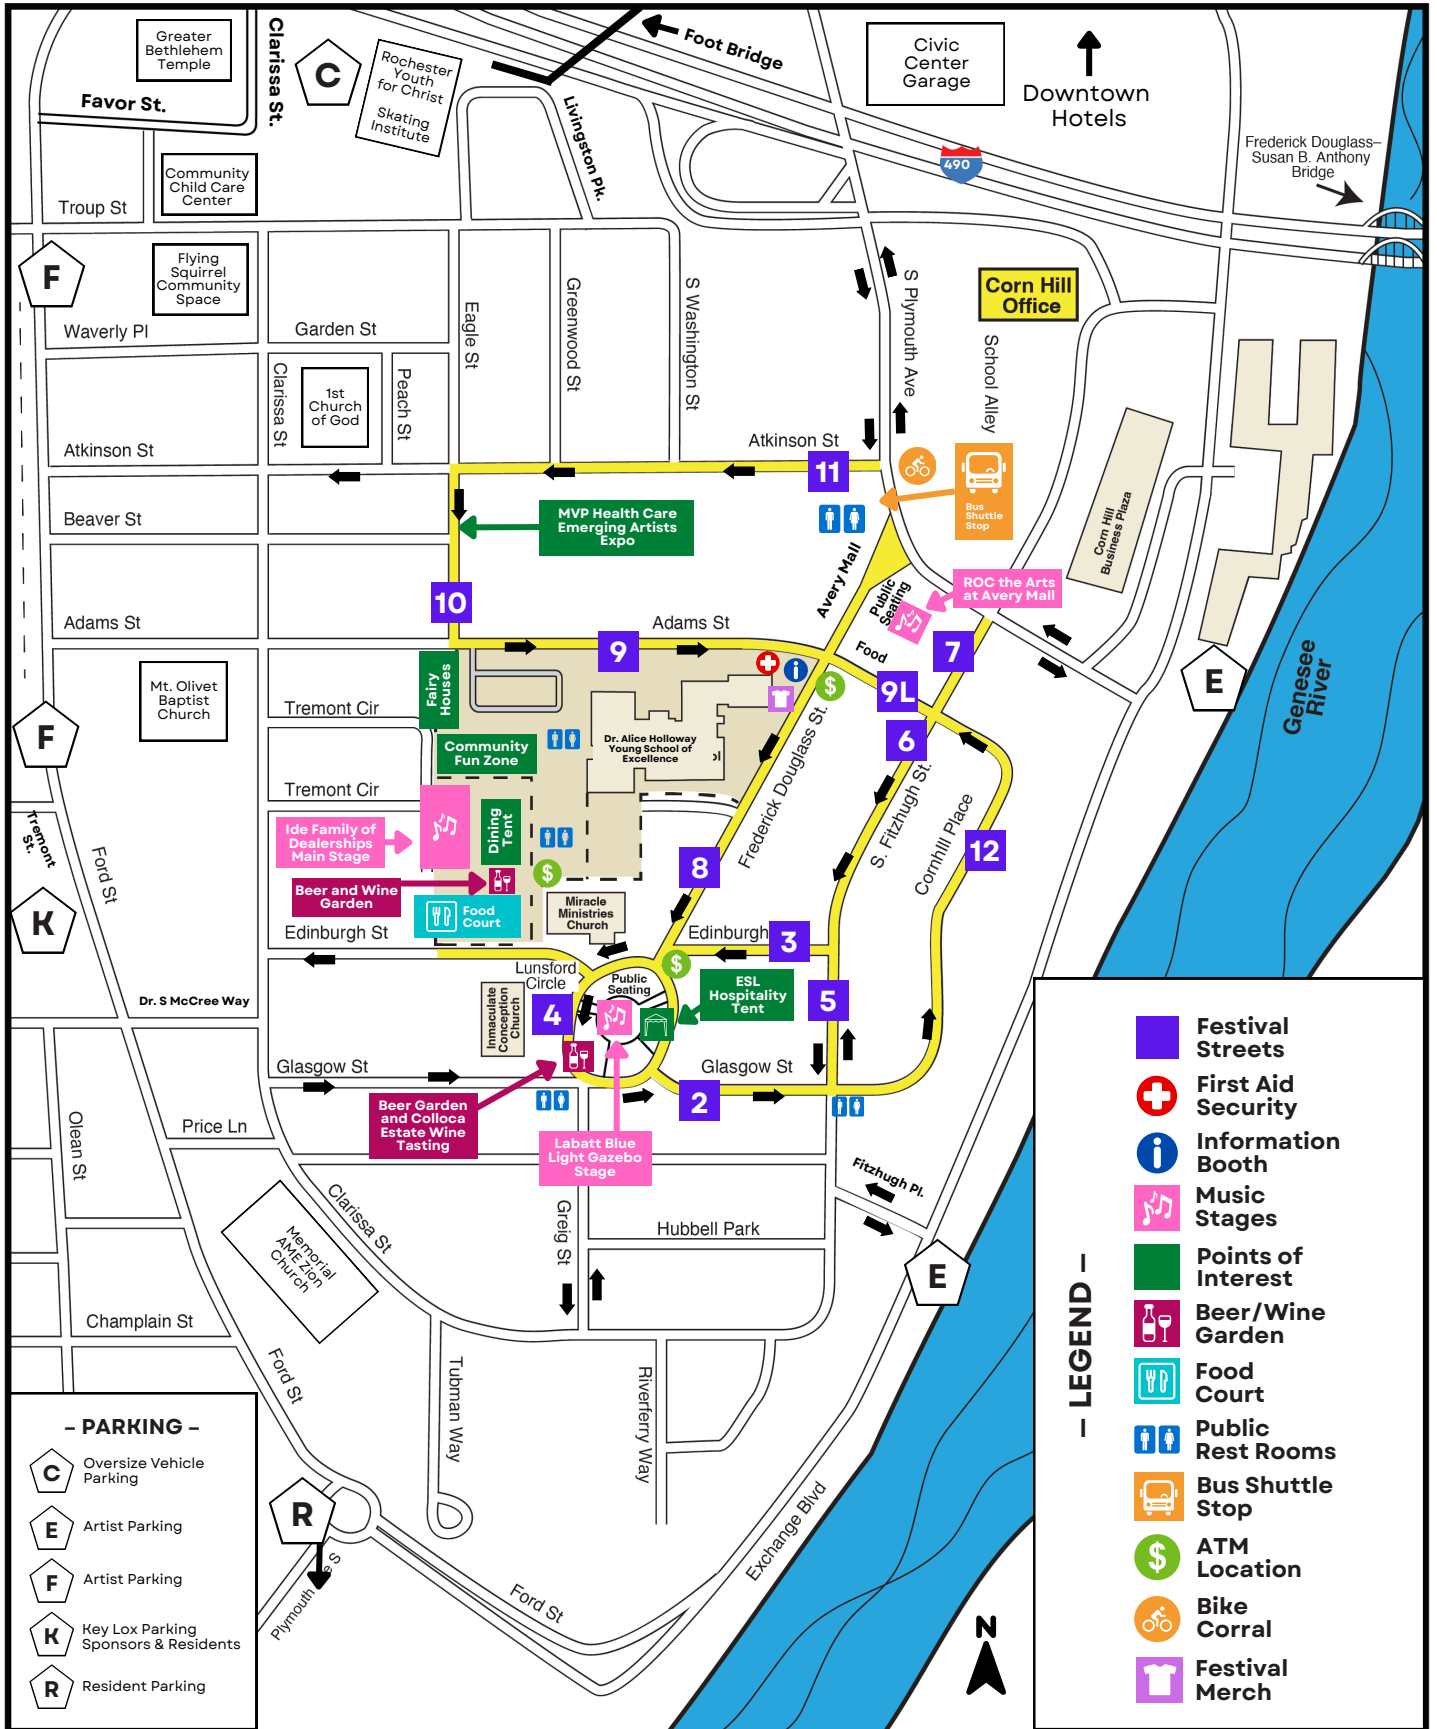 Greater
Bethlehem
Temple
Clarissa St.
C
Rochester
Youth
for Christ
Skating
Institute
Foot Bridge
Civic
Center
Garage
Downtown
Hotels
Favor St.
Livingston Pk.
490
Frederick Douglass–
Susan B. Anthony
Bridge
Community
Child Care
Center
Troup St
F
Flying
Squirrel
Community
Space
Waverly Pl
Garden St
Eagle St
Greenwood St
S Washington St
S Plymouth Ave
Corn Hill
Office
School Alley
Clarissa St
1st
Church
of God
Peach St
Atkinson St
Atkinson St
11
Bus
Shuttle
Stop
Beaver St
MVP Health Care
Emerging Artists
Expo
Corn Hill
Business Plaza
Avery Mall
Public
Seating
ROC the Arts
at Avery Mall
10
Adams St
Adams St
9
Food
7
Fairy
Houses
9L
E
Genesee
River
Mt. Olivet
Baptist
Church
Tremont Cir
F
Community
Fun Zone
Dr. Alice Holloway
Young School of
Excellence
Frederick Douglass St.
6
S. Fitzhugh St.
Tremont Cir
Tremont
St.
Ford St
Ide Family of
Dealerships
Main Stage
Dining
Tent
Cornhill Place
12
8
Beer and Wine
Garden
K
Food
Court
Miracle
Ministries
Church
Edinburgh St
Edinburgh
3
Lunsford
Circle
Public
Seating
ESL
Hospitality
Tent
Dr. S McCree Way
Inmaculate
Conception
Church
4
5
Glasgow St
Glasgow St
2
Beer Garden
and Colloca
Estate Wine
Tasting
Labatt Blue
Light Gazebo
Stage
Olean St
Price Ln
Fitzhugh Pl.
Clarissa St
Greig St
Hubbell Park
Memorial
AME Zion
Church
E
Champlain St
Ford St
Tubman Way
Riverferry Way
R
Plymouth
Ford St
Exchange Blvd
N
– PARKING –
C Oversize Vehicle
Parking
E Artist Parking
F Artist Parking
K Key Lox Parking
Sponsors & Residents
R Resident Parking
– LEGEND –
Festival
Streets
First Aid
Security
Information
Booth
Music
Stages
Points of
Interest
Beer/Wine
Garden
Food
Court
Public
Rest Rooms
Bus Shuttle
Stop
ATM
Location
Bike
Corral
Festival
Merch